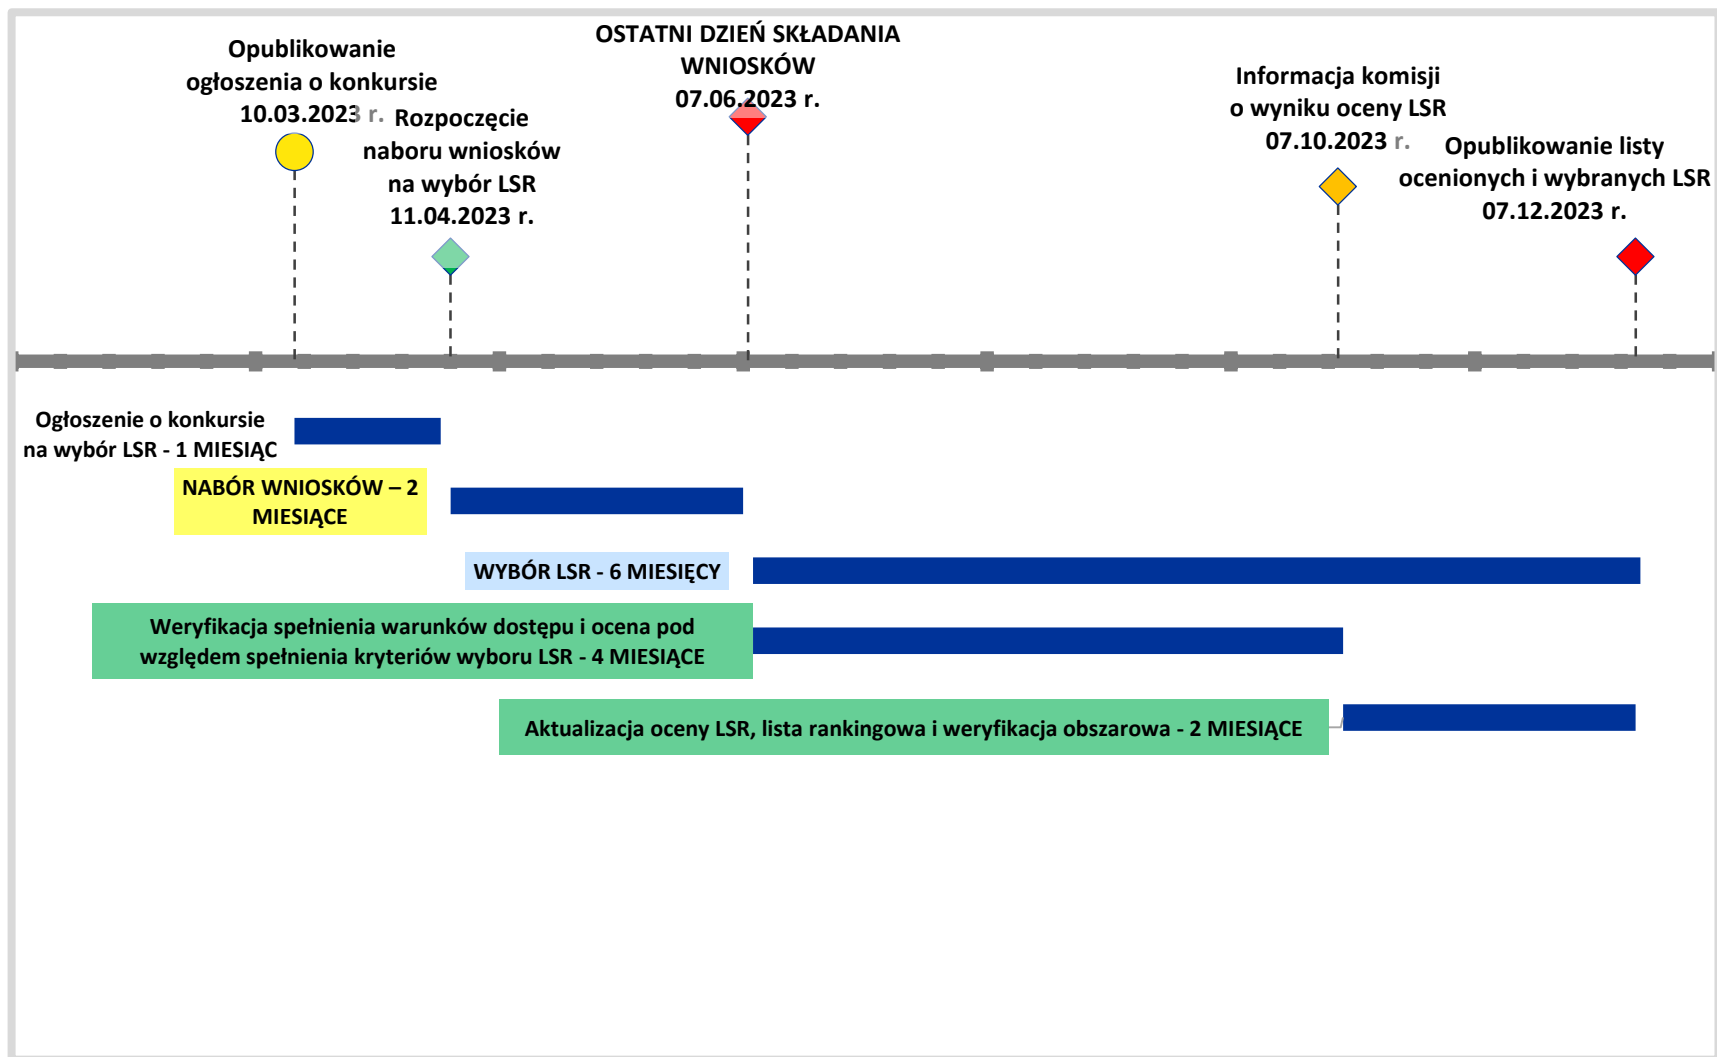 Opublikowanie
ogłoszenia o konkursie
10.03.2023 r.
Rozpoczęcie
naboru wniosków
na wybór LSR
11.04.2023 r.
OSTATNI DZIEŃ SKŁADANIA
WNIOSKÓW
07.06.2023 r.
Informacja komisji
o wyniku oceny LSR
07.10.2023 r.
Opublikowanie listy
ocenionych i wybranych LSR
07.12.2023 r.
Ogłoszenie o konkursie
na wybór LSR - 1 MIESIĄC
NABÓR WNIOSKÓW – 2
MIESIĄCE
WYBÓR LSR - 6 MIESIĘCY
Weryfikacja spełnienia warunków dostępu i ocena pod
względem spełnienia kryteriów wyboru LSR - 4 MIESIĄCE
Aktualizacja oceny LSR, lista rankingowa i weryfikacja obszarowa - 2 MIESIĄCE